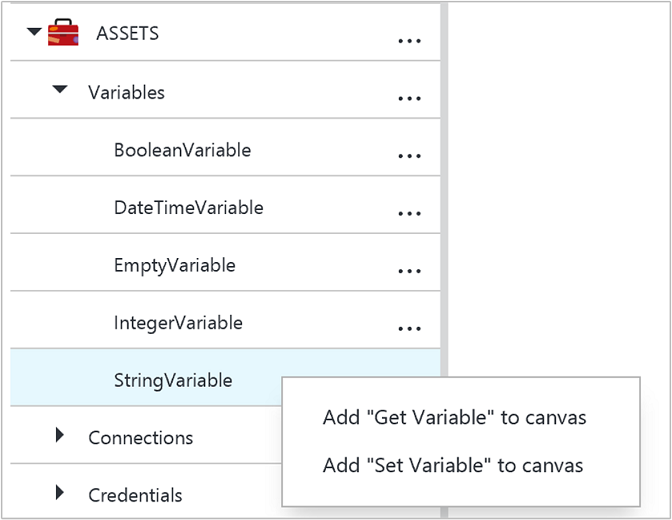 ASSETS ...
Variables ...
BooleanVariable ...
DateTimeVariable ...
EmptyVariable ...
IntegerVariable ...
StringVariable
Add "Get Variable" to canvas
Connections
Add "Set Variable" to canvas
Credentials